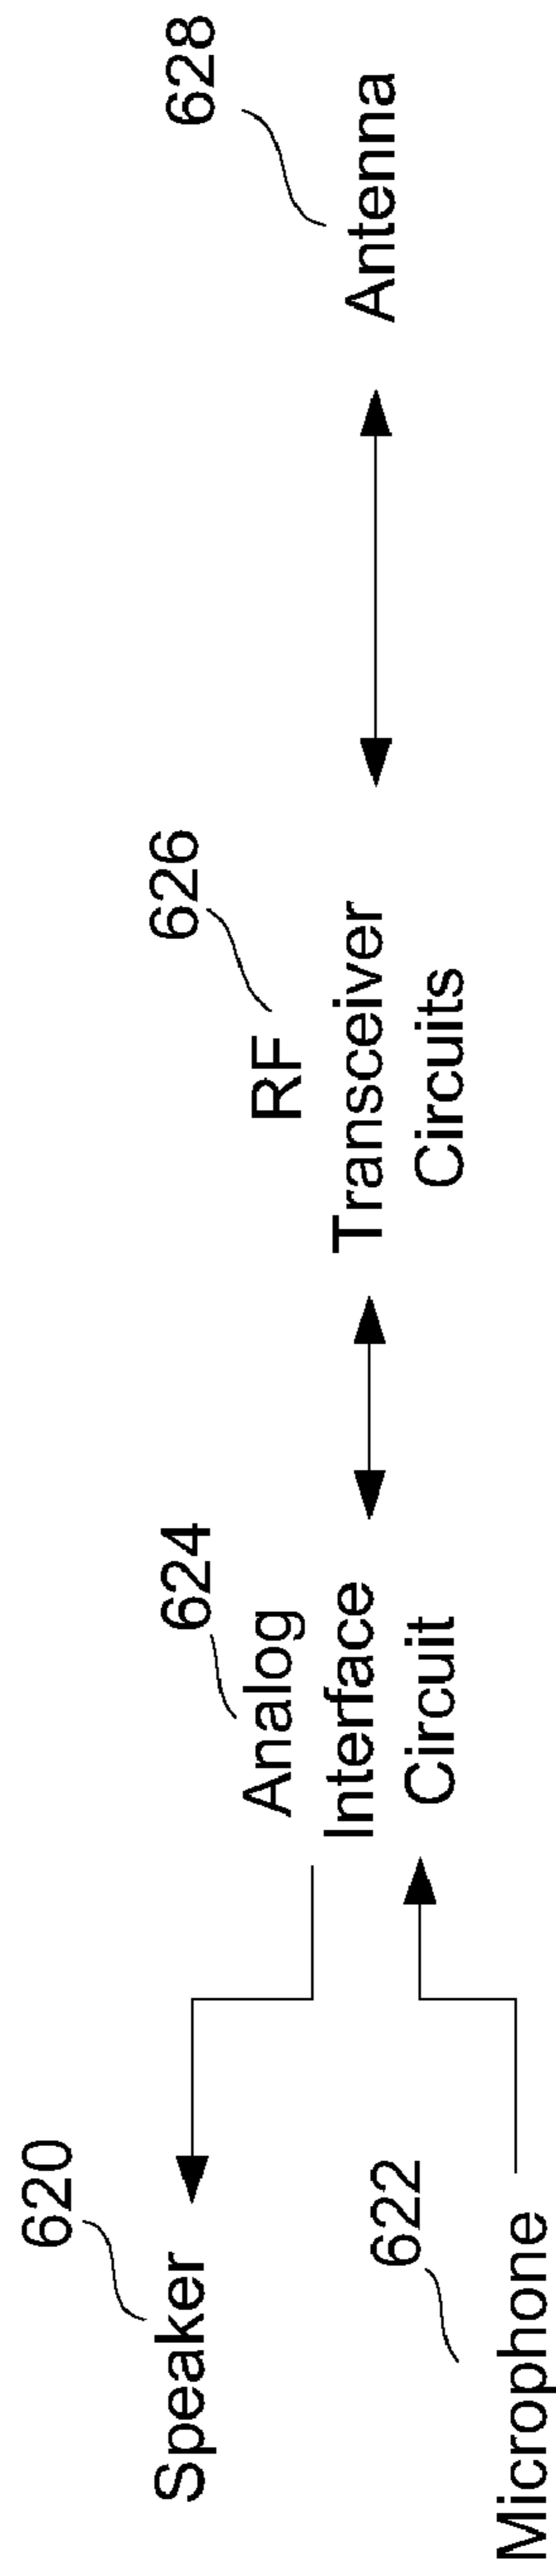 620
Speaker
622
Microphone
624
Analog
Interface
Circuit
626
RF
Transceiver
Circuits
628
Antenna